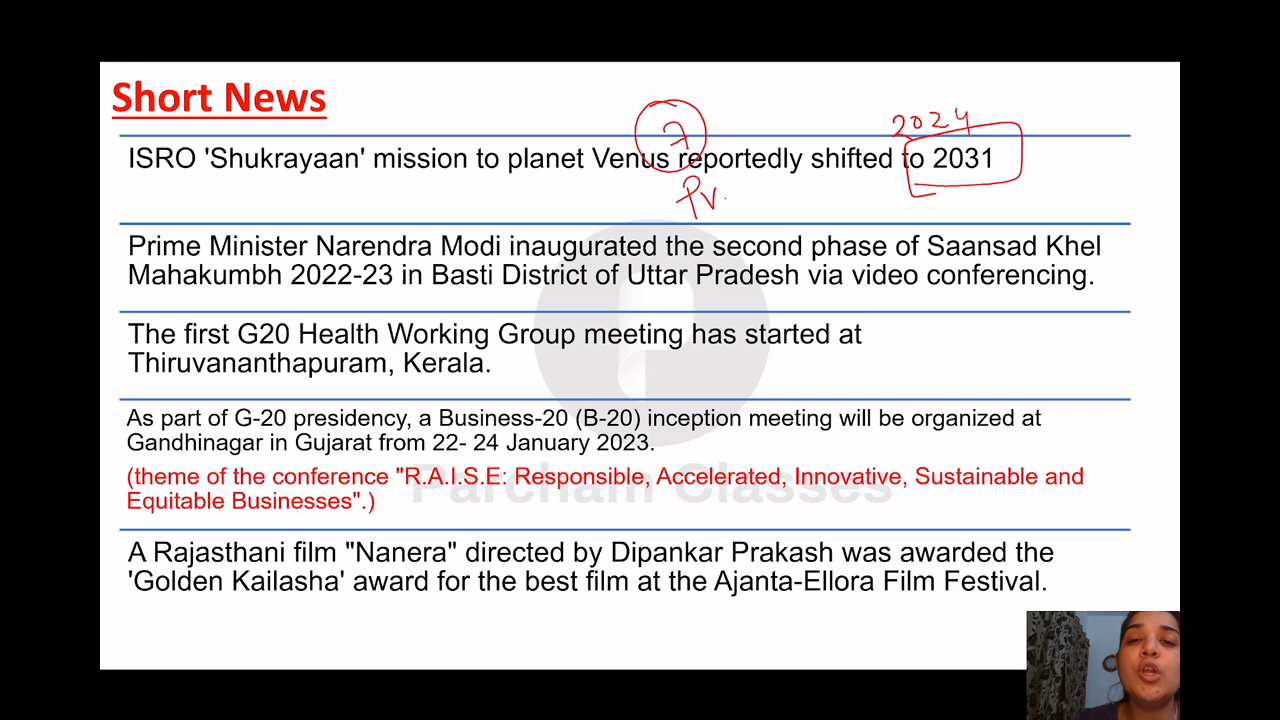 Short News
2024
ISRO 'Shukrayaan' mission to planet Venus reportedly shifted to 2031
Pv
Prime Minister Narendra Modi inaugurated the second phase of Saansad Khel
Mahakumbh 2022-23 in Basti District of Uttar Pradesh via video conferencing.
The first G20 Health Working Group meeting has started at
Thiruvananthapuram, Kerala.
As part of G-20 presidency, a Business-20 (B-20) inception meeting will be organized at
Gandhinagar in Gujarat from 22- 24 January 2023.
(theme of the conference "R.A.I.S.E: Responsible, Accelerated, Innovative, Sustainable and
Equitable Businesses".)
Parcham Classes
A Rajasthani film "Nanera" directed by Dipankar Prakash was awarded the
'Golden Kailasha' award for the best film at the Ajanta-Ellora Film Festival.